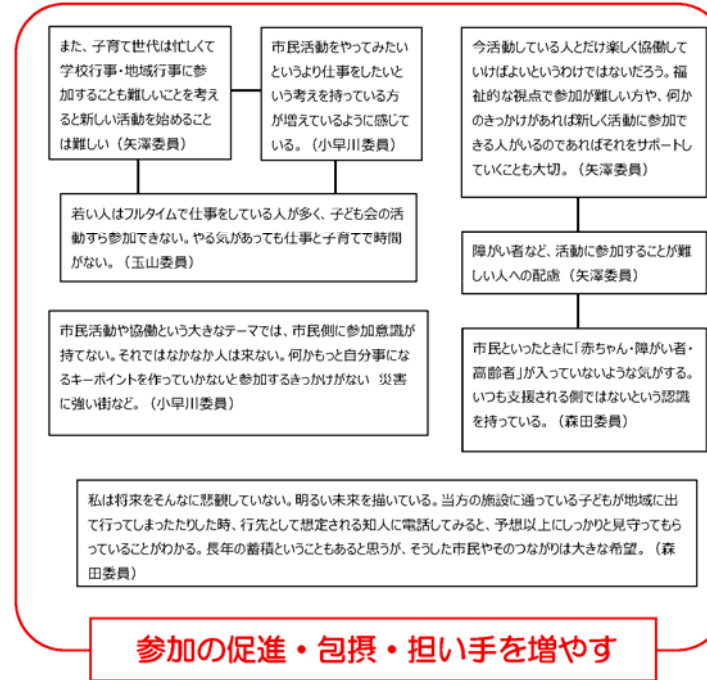 また、子育て世代は忙しくて
学校行事・地域行事に参
加することも難しいことを考え
ると新しい活動を始めること
は難しい（矢澤委員）
市民活動をやってみたい
というより仕事をしたいと
いう考えを持っている方
が増えているように感じて
いる。（小早川委員）
若い人はフルタイムで仕事をしている人が多く、子ども会の活
動すら参加できない。やる気があっても仕事と子育てで時間
がない。（玉山委員）
市民活動や協働という大きなテーマでは、市民側に参加意識が
持てない。それではなかなか人は来ない。何かもっと自分事にな
るキーポイントを作っていかないと参加するきっかけがない　災害
に強い街など。（小早川委員）
今活動している人とだけ楽しく協働して
いけばよいというわけではないだろう。福
祉的な視点で参加が難しい方や、何か
のきっかけがあれば新しく活動に参加で
きる人がいるのであればそれをサポートし
ていくことも大切。（矢澤委員）
障がい者など、活動に参加することが難
しい人への配慮（矢澤委員）
市民といったときに「赤ちゃん・障がい者・
高齢者」が入っていないような気がする。
いつも支援される側ではないという認識
を持っている。（森田委員）
私は将来をそんなに悲観していない。明るい未来を描いている。当方の施設に通っている子どもが地域に出
て行ってしまったたりした時、行先として想定される知人に電話してみると、予想以上にしっかりと見守ってもら
っていることがわかる。長年の蓄積ということもあると思うが、そうした市民やそのつながりは大きな希望。（森
田委員）
参加の促進・包摂・担い手を増やす